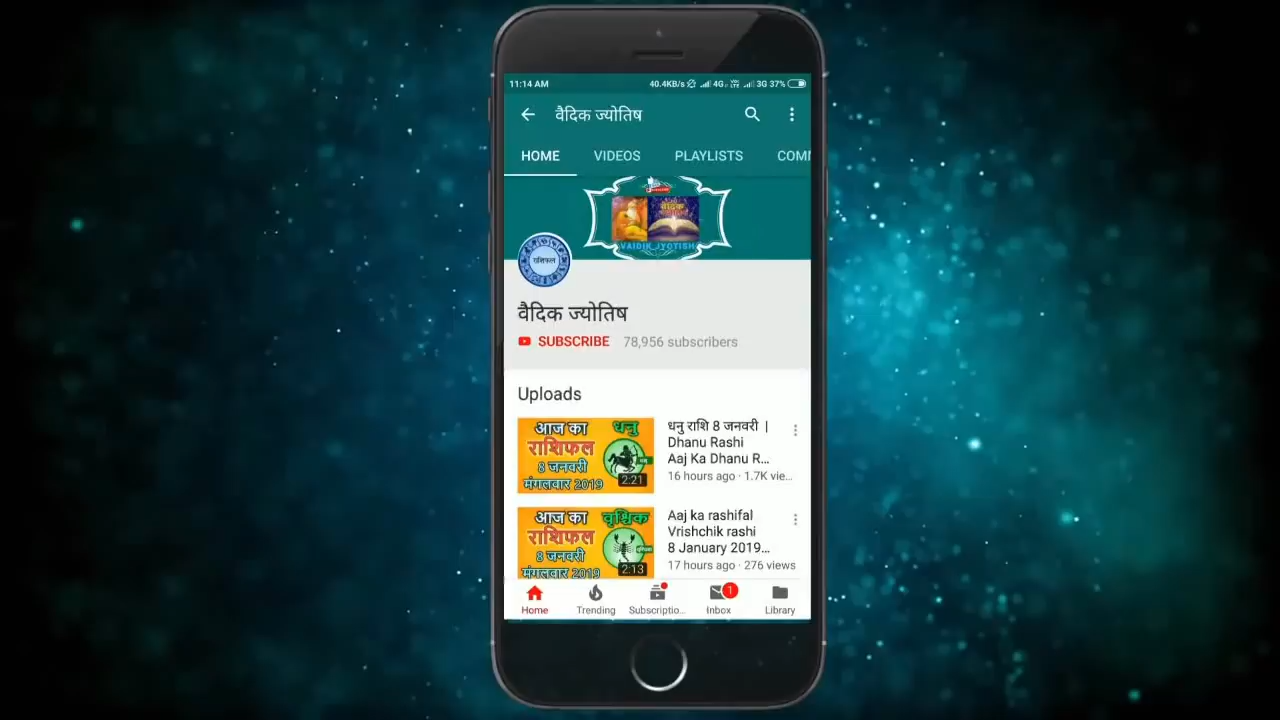 11:14 AM 40.4KB/s 4G 3G 37%
वैदिक ज्योतिष
HOME VIDEOS PLAYLISTS COMM
वैदिक
VAIDIK JYOTISH
राशिफल
वैदिक ज्योतिष
SUBSCRIBE 78,956 subscribers
Uploads
आज का धनु
राशिफल
8 जनवरी
मंगलवार 2019
2:21
धनु राशि 8 जनवरी |
Dhanu Rashi
Aaj Ka Dhanu R...
16 hours ago · 1.7K vie...
आज का वृश्चिक
राशिफल
8 जनवरी
मंगलवार 2019
2:13
Aaj ka rashifal
Vrishchik rashi
8 January 2019...
17 hours ago · 276 views
1
Home Trending Subscriptio... Inbox Library